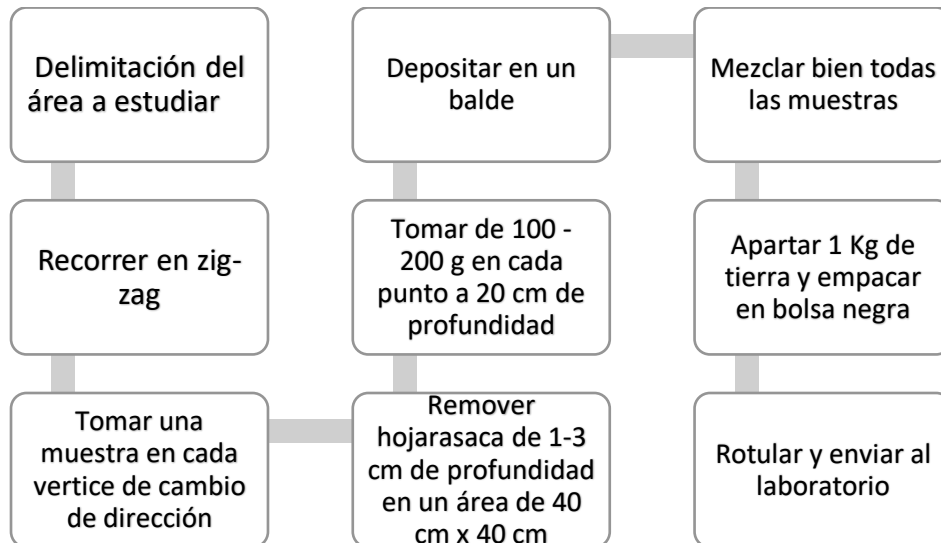 Delimitación del
área a estudiar
Recorrer en zig-
zag
Tomar una
muestra en cada
vertice de cambio
de dirección
Remover
hojarasaca de 1-3
cm de profundidad
en un área de 40
cm x 40 cm
Tomar de 100 -
200 g en cada
punto a 20 cm de
profundidad
Depositar en un
balde
Mezclar bien todas
las muestras
Apartar 1 Kg de
tierra y empacar
en bolsa negra
Rotular y enviar al
laboratorio